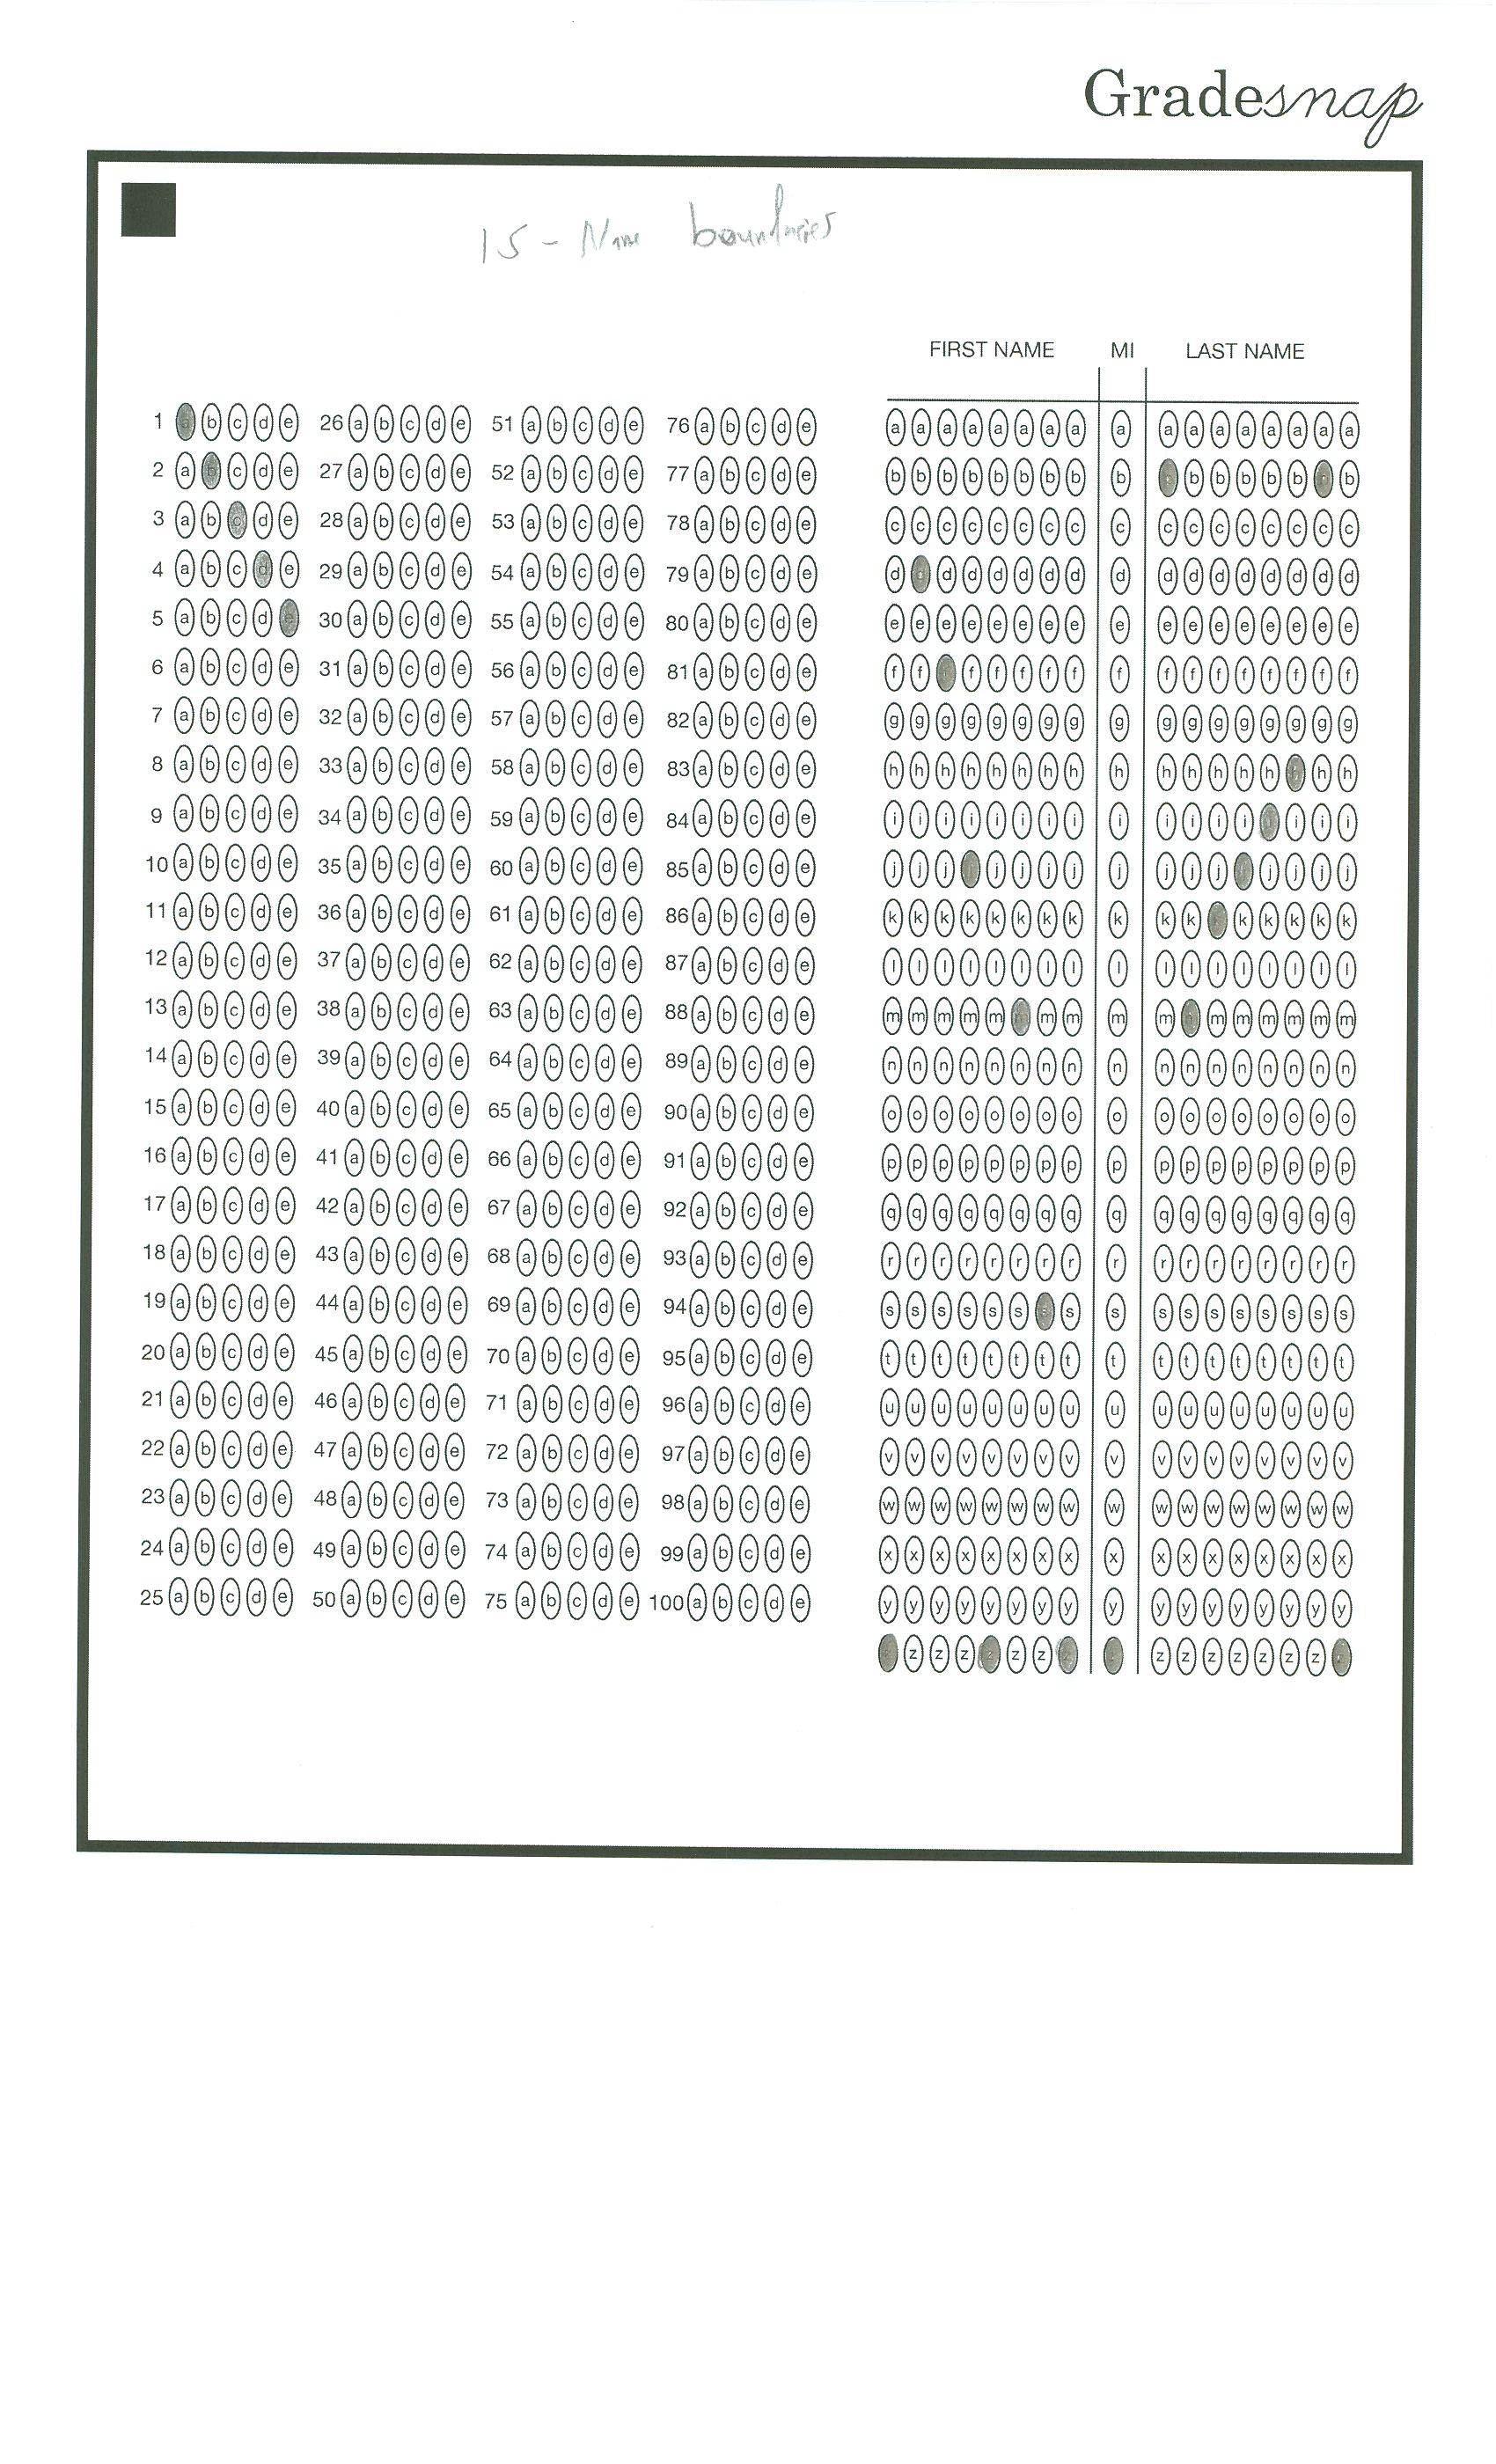 Gradesnap
15 - Name boundaries
FIRST NAME MI LAST NAME
1 a b c d e 26 a b c d e 51 a b c d e 76 a b c d e a a a a a a a a a a a a a a a a a
2 a b c d e 27 a b c d e 52 a b c d e 77 a b c d e b b b b b b b b b b b b b b b b b
3 a b c d e 28 a b c d e 53 a b c d e 78 a b c d e c c c c c c c c c c c c c c c c c
4 a b c d e 29 a b c d e 54 a b c d e 79 a b c d e d d d d d d d d d d d d d d d d d
5 a b c d e 30 a b c d e 55 a b c d e 80 a b c d e e e e e e e e e e e e e e e e e e
6 a b c d e 31 a b c d e 56 a b c d e 81 a b c d e f f f f f f f f f f f f f f f f f
7 a b c d e 32 a b c d e 57 a b c d e 82 a b c d e g g g g g g g g g g g g g g g g g
8 a b c d e 33 a b c d e 58 a b c d e 83 a b c d e h h h h h h h h h h h h h h h h h
9 a b c d e 34 a b c d e 59 a b c d e 84 a b c d e i i i i i i i i i i i i i i i i i
10 a b c d e 35 a b c d e 60 a b c d e 85 a b c d e j j j j j j j j j j j j j j j j j
11 a b c d e 36 a b c d e 61 a b c d e 86 a b c d e k k k k k k k k k k k k k k k k k
12 a b c d e 37 a b c d e 62 a b c d e 87 a b c d e l l l l l l l l l l l l l l l l l
13 a b c d e 38 a b c d e 63 a b c d e 88 a b c d e m m m m m m m m m m m m m m m m m
14 a b c d e 39 a b c d e 64 a b c d e 89 a b c d e n n n n n n n n n n n n n n n n n
15 a b c d e 40 a b c d e 65 a b c d e 90 a b c d e o o o o o o o o o o o o o o o o o
16 a b c d e 41 a b c d e 66 a b c d e 91 a b c d e p p p p p p p p p p p p p p p p p
17 a b c d e 42 a b c d e 67 a b c d e 92 a b c d e q q q q q q q q q q q q q q q q q
18 a b c d e 43 a b c d e 68 a b c d e 93 a b c d e r r r r r r r r r r r r r r r r r
19 a b c d e 44 a b c d e 69 a b c d e 94 a b c d e s s s s s s s s s s s s s s s s s
20 a b c d e 45 a b c d e 70 a b c d e 95 a b c d e t t t t t t t t t t t t t t t t t
21 a b c d e 46 a b c d e 71 a b c d e 96 a b c d e u u u u u u u u u u u u u u u u u
22 a b c d e 47 a b c d e 72 a b c d e 97 a b c d e v v v v v v v v v v v v v v v v v
23 a b c d e 48 a b c d e 73 a b c d e 98 a b c d e w w w w w w w w w w w w w w w w w
24 a b c d e 49 a b c d e 74 a b c d e 99 a b c d e x x x x x x x x x x x x x x x x x
25 a b c d e 50 a b c d e 75 a b c d e 100 a b c d e y y y y y y y y y y y y y y y y y
z z z z z z z z z z z z z z z z z